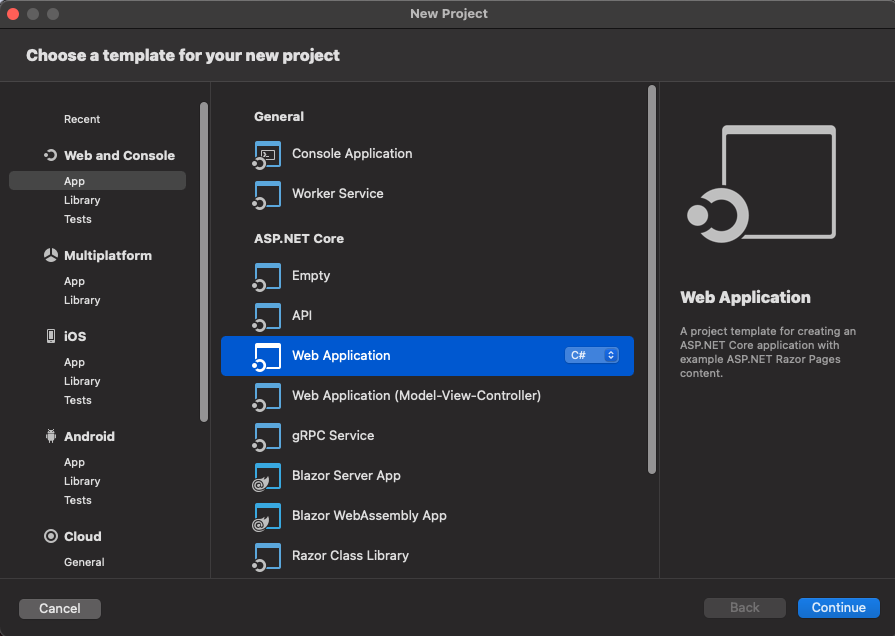 New Project
Choose a template for your new project
Recent
Web and Console
App
Library
Tests
Multiplatform
App
Library
iOS
App
Library
Tests
Android
App
Library
Tests
Cloud
General
General
Console Application
Worker Service
ASP.NET Core
Empty
API
Web Application
C#
Web Application (Model-View-Controller)
gRPC Service
Blazor Server App
Blazor WebAssembly App
Razor Class Library
Web Application
A project template for creating an
ASP.NET Core application with
example ASP.NET Razor Pages
content.
Cancel
Back
Continue